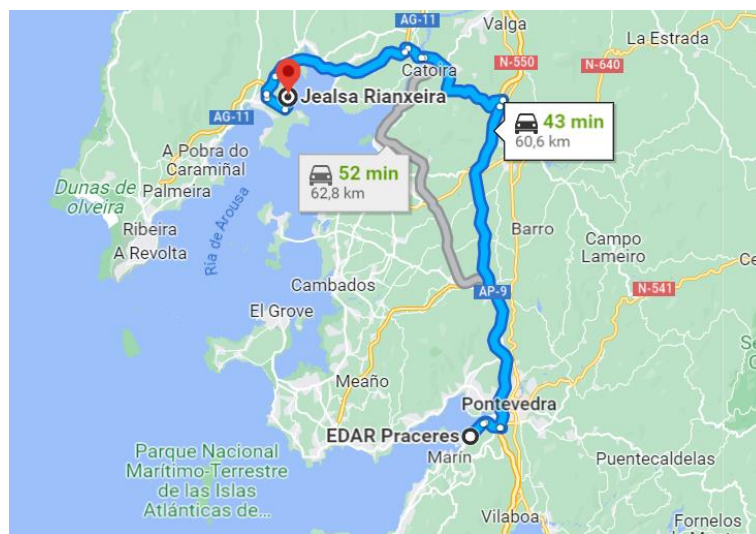 AG-11
Valga
La Estrada
N-550
N-640
Catoira
Jealsa Rianxeira
AG-11
43 min
60,6 km
A Pobra do
Caramiñal
52 min
62,8 km
Dunas de
olveira
Palmeira
Ribeira
A Revolta
Ría de Arousa
Barro
Campo
Lameiro
Ce
Cambados
AP-9
N-541
El Grove
Meaño
Pontevedra
EDAR Praceres
Marín
Parque Nacional
Marítimo-Terrestre
de las Islas
Atlánticas de...
Puentecaldelas
Vilaboa
Fornelos